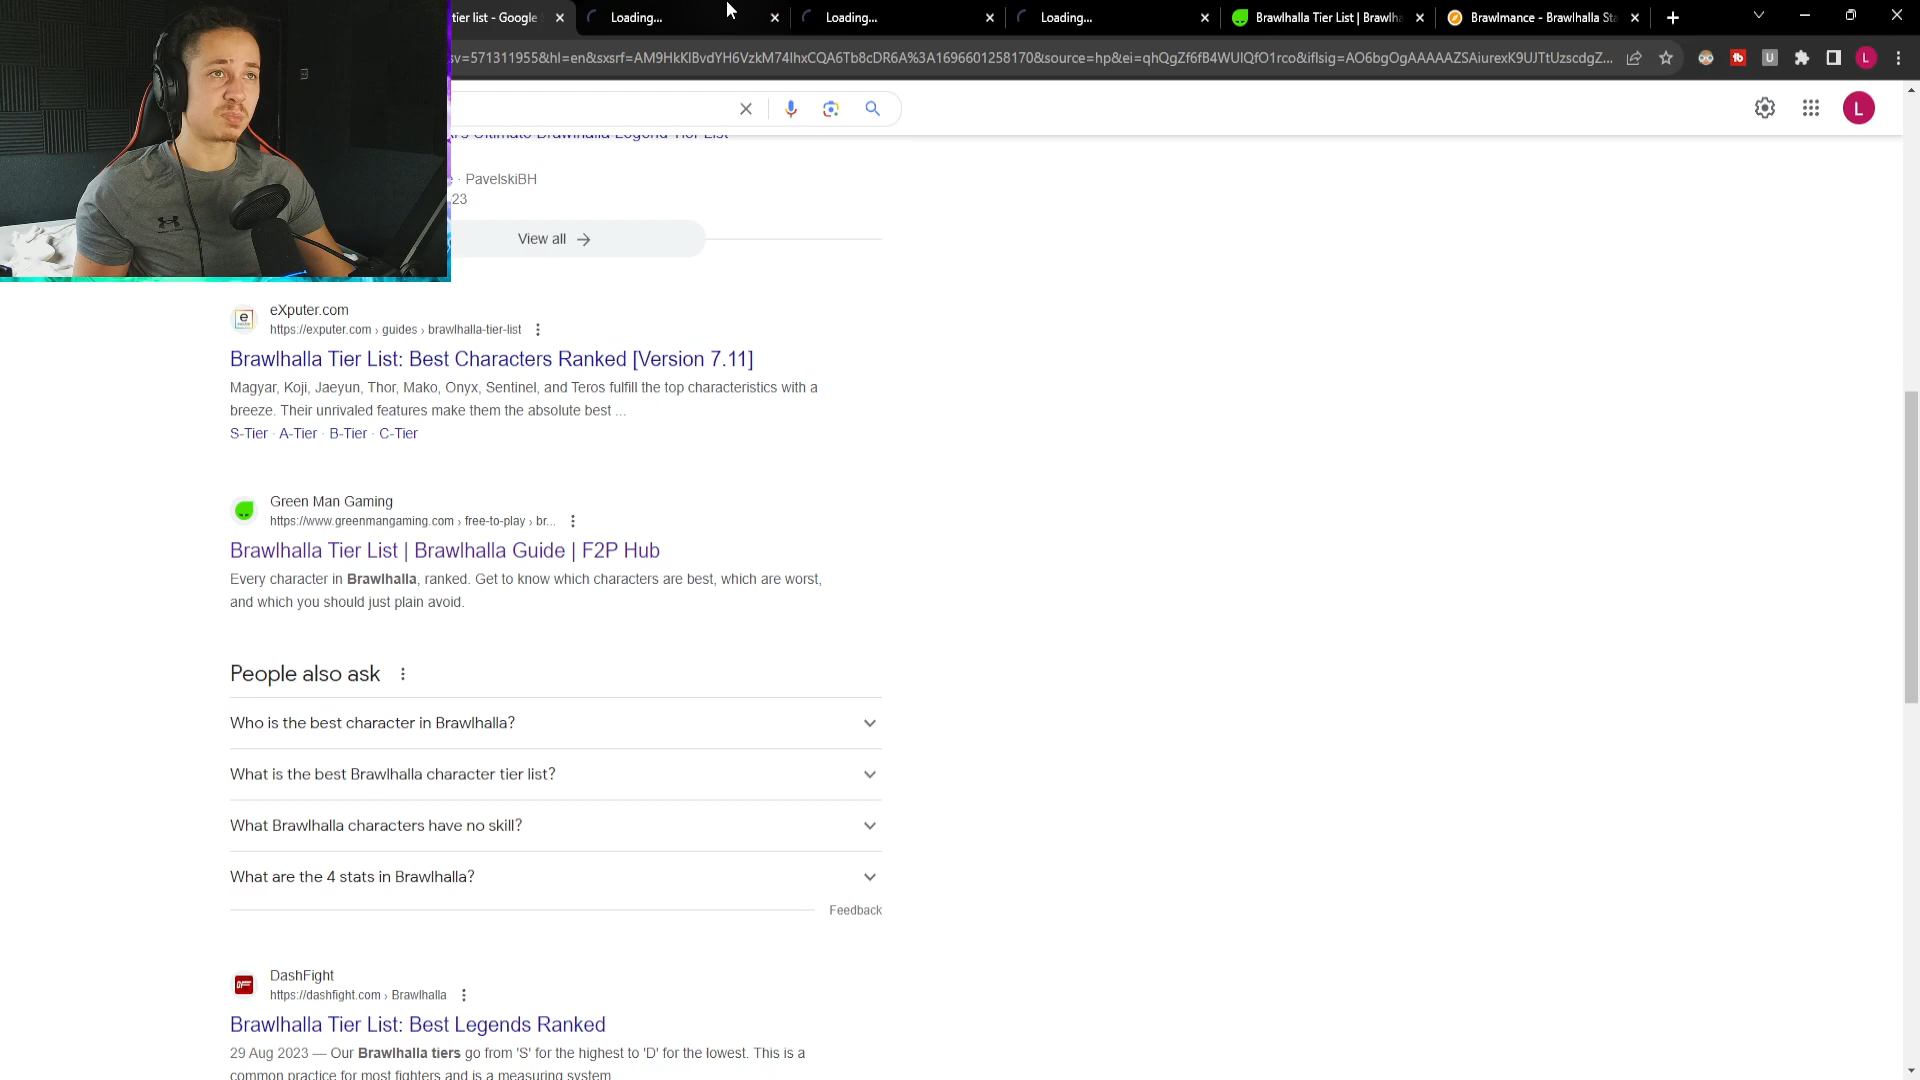 tier list - Google
Loading...
Loading...
Loading...
Brawlhalla Tier List | Brawlh
Brawlmance - Brawlhalla Sta
L
L
View all
PavelskiBH
23
eXputer.com
https://exputer.com › guides › brawlhalla-tier-list
Brawlhalla Tier List: Best Characters Ranked [Version 7.11]
Magyar, Koji, Jaeyun, Thor, Mako, Onyx, Sentinel, and Teros fulfill the top characteristics with a
breeze. Their unrivaled features make them the absolute best ...
S-Tier · A-Tier · B-Tier · C-Tier
Green Man Gaming
https://www.greenmangaming.com › free-to-play › br...
Brawlhalla Tier List | Brawlhalla Guide | F2P Hub
Every character in Brawlhalla, ranked. Get to know which characters are best, which are worst,
and which you should just plain avoid.
People also ask
Who is the best character in Brawlhalla?
What is the best Brawlhalla character tier list?
What Brawlhalla characters have no skill?
What are the 4 stats in Brawlhalla?
Feedback
DashFight
https://dashfight.com › Brawlhalla
Brawlhalla Tier List: Best Legends Ranked
29 Aug 2023 — Our Brawlhalla tiers go from 'S' for the highest to 'D' for the lowest. This is a
common practice for most fighters and is a measuring system